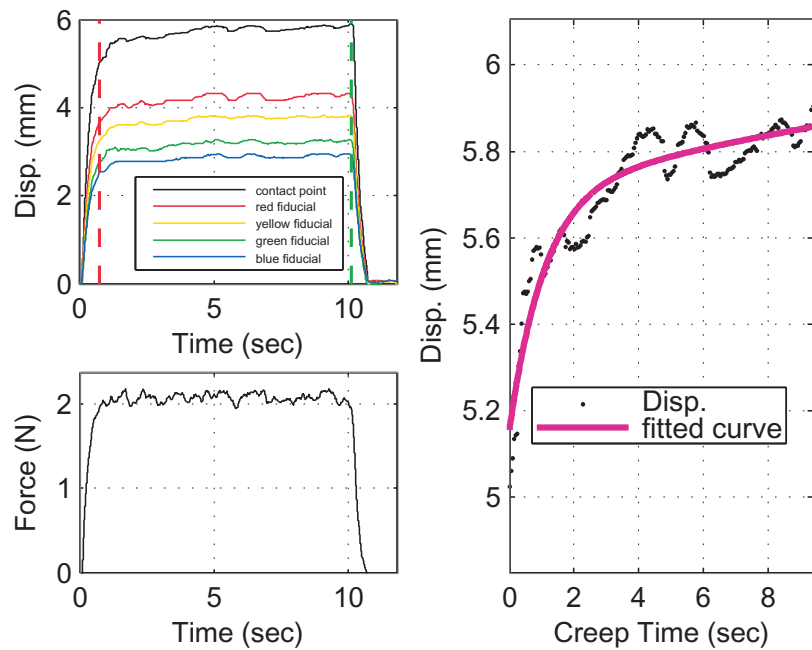 6
4
2
0
Disp. (mm)
contact point
red fiducial
yellow fiducial
green fiducial
blue fiducial
0
5
10
Time (sec)
2
1
0
Force (N)
0
5
10
Time (sec)
6
5.8
5.6
5.4
5.2
5
Disp. (mm)
Disp.
fitted curve
0
2
4
6
8
Creep Time (sec)